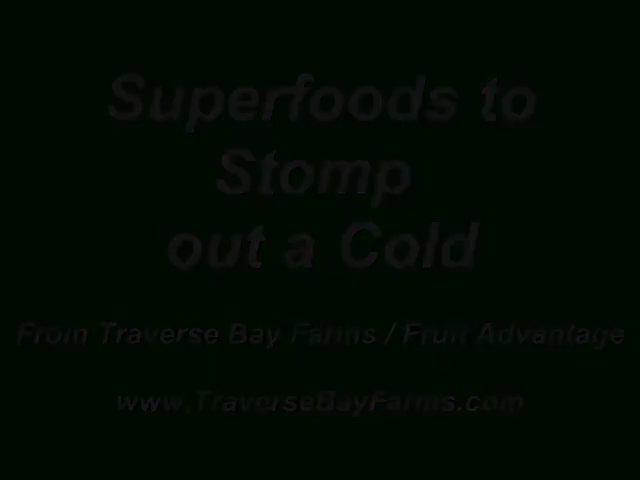 Superfoods to
Stomp
out a Cold
From Traverse Bay Farms / Fruit Advantage
www.TraverseBayFarms.com